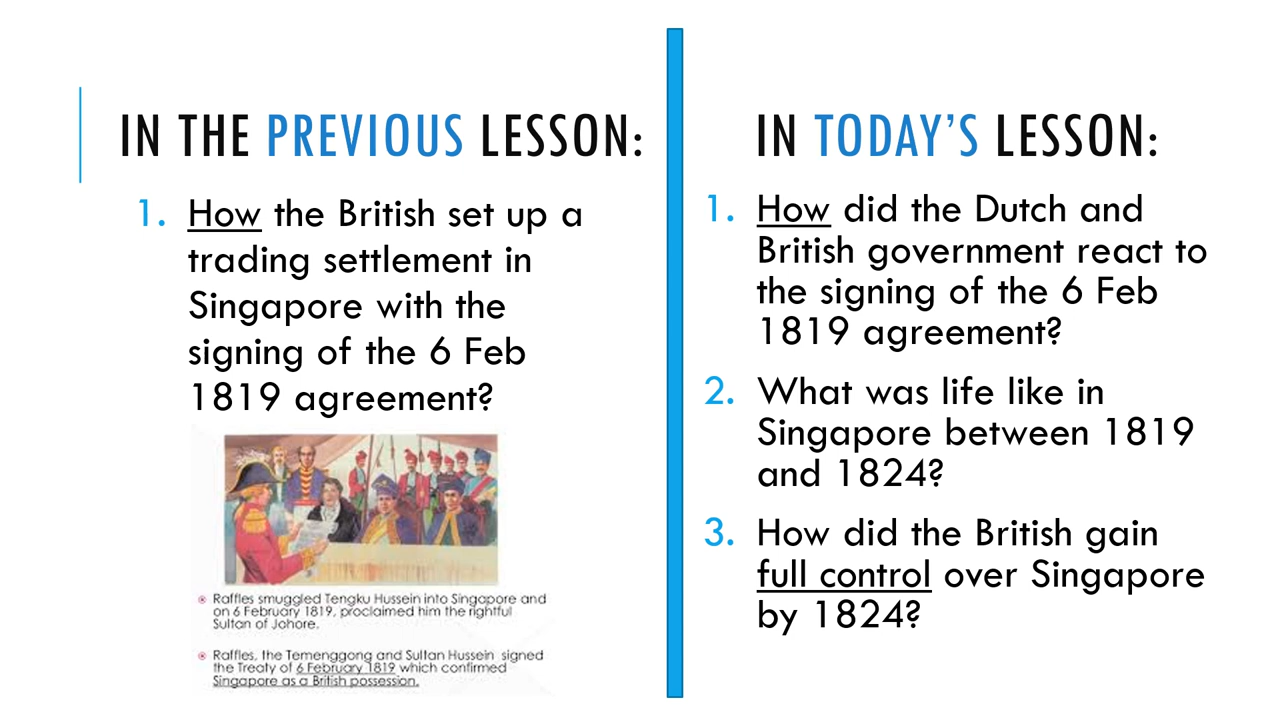 IN THE PREVIOUS LESSON:
1. How the British set up a
trading settlement in
Singapore with the
signing of the 6 Feb
1819 agreement?
Raffles smuggled Tengku Hussein into Singapore and
on 6 February 1819, proclaimed him the rightful
Sultan of Johore.
Raffles, the Temenggong and Sultan Hussein signed
the Treaty of 6 February 1819 which confirmed
Singapore as a British possession.
IN TODAY'S LESSON:
1. How did the Dutch and
British government react to
the signing of the 6 Feb
1819 agreement?
2. What was life like in
Singapore between 1819
and 1824?
3. How did the British gain
full control over Singapore
by 1824?